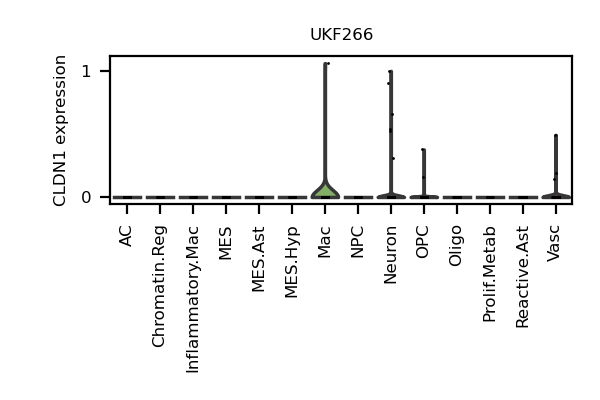 UKF266
CLDN1 expression
1
0
AC
Chromatin.Reg
Inflammatory.Mac
MES
MES.Ast
MES.Hyp
Mac
NPC
Neuron
OPC
Oligo
Prolif.Metab
Reactive.Ast
Vasc